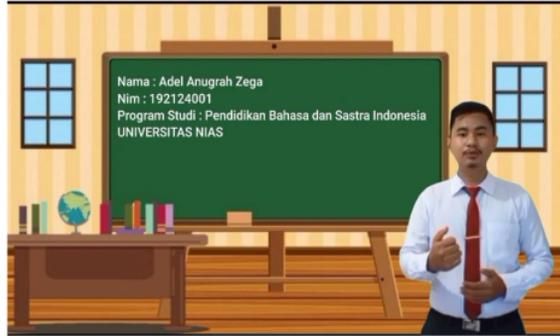 Nama : Adel Anugrah Zega
Nim : 192124001
Program Studi : Pendidikan Bahasa dan Sastra Indonesia
UNIVERSITAS NIAS